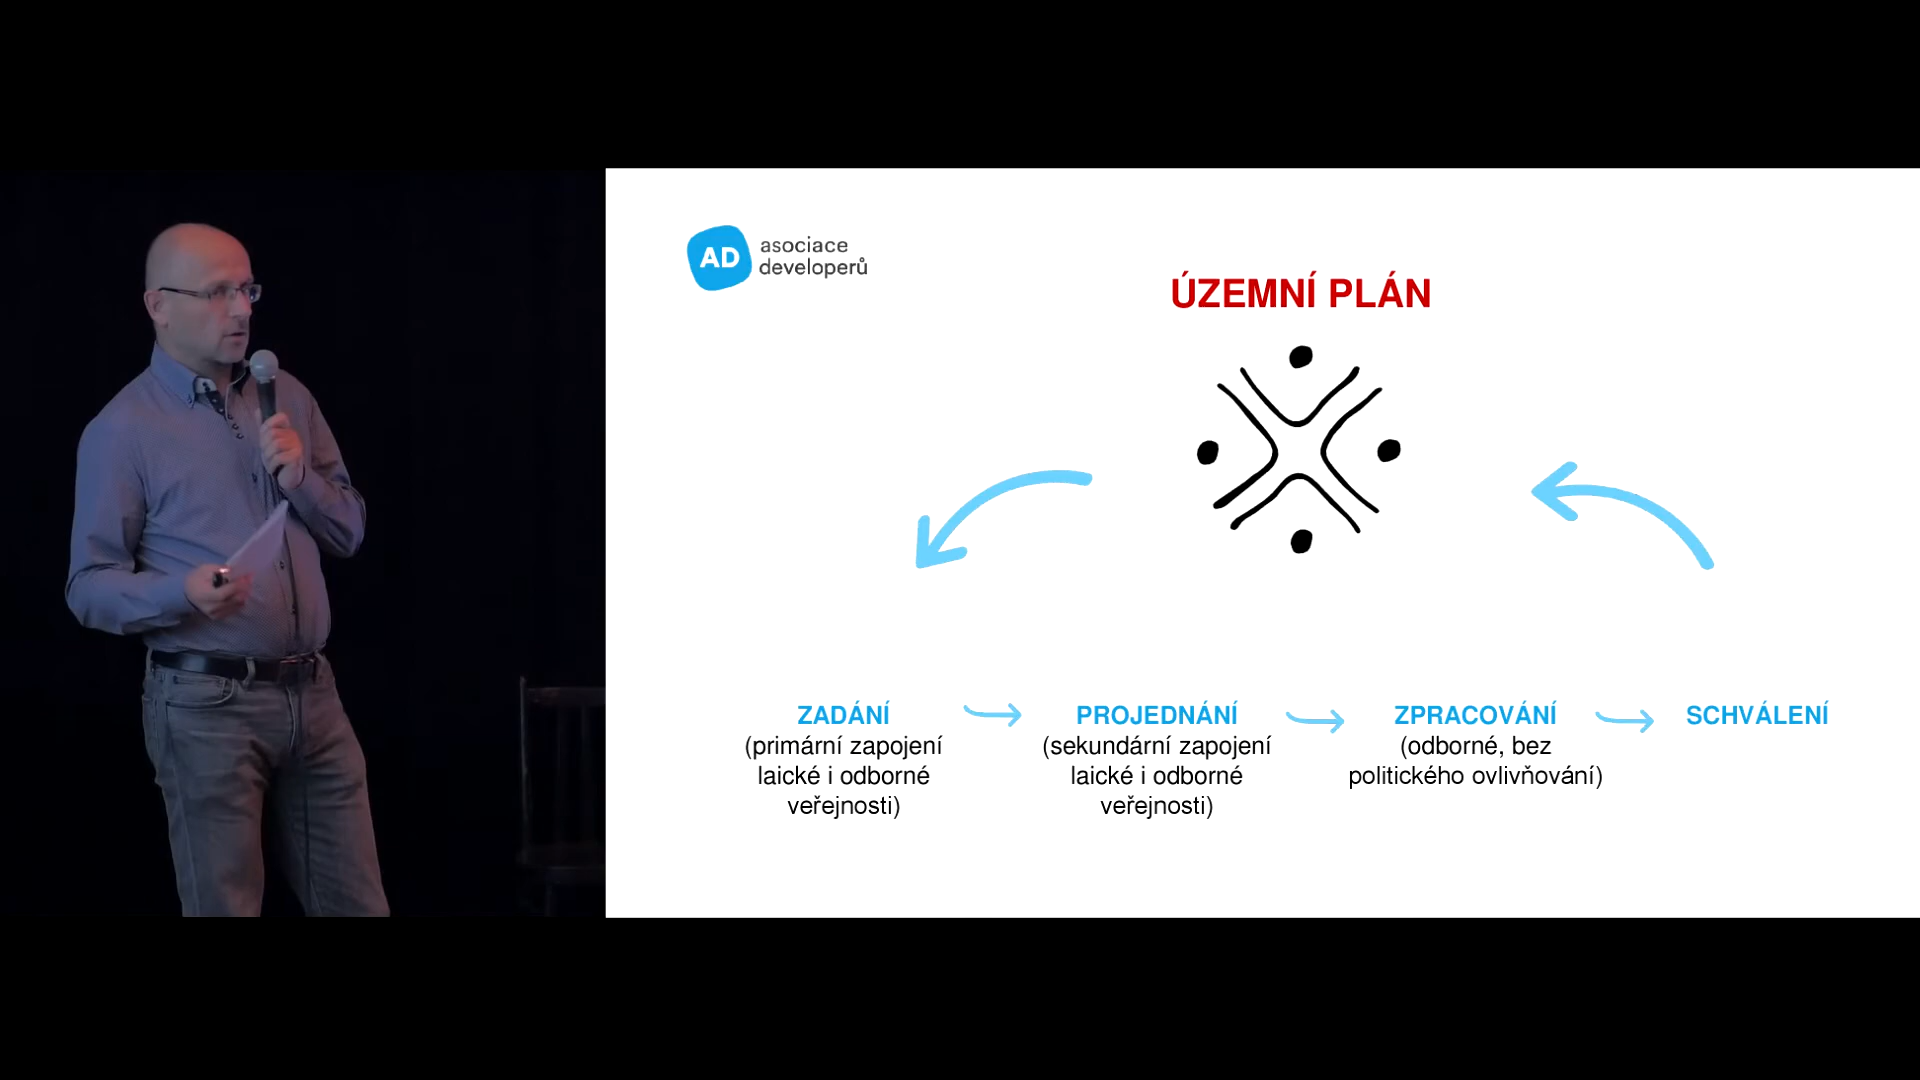 AD
asociace
developerů
ÚZEMNÍ PLÁN
ZADÁNÍ
(primární zapojení
laické i odborné
veřejnosti)
PROJEDNÁNÍ
(sekundární zapojení
laické i odborné
veřejnosti)
ZPRACOVÁNÍ
(odborné, bez
politického ovlivňování)
SCHVÁLENÍ